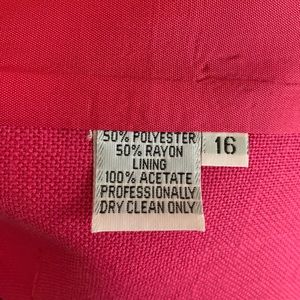 50% POLYESTER
50% RAYON
LINING
100% ACETATE
PROFESSIONALLY
DRY CLEAN ONLY
16